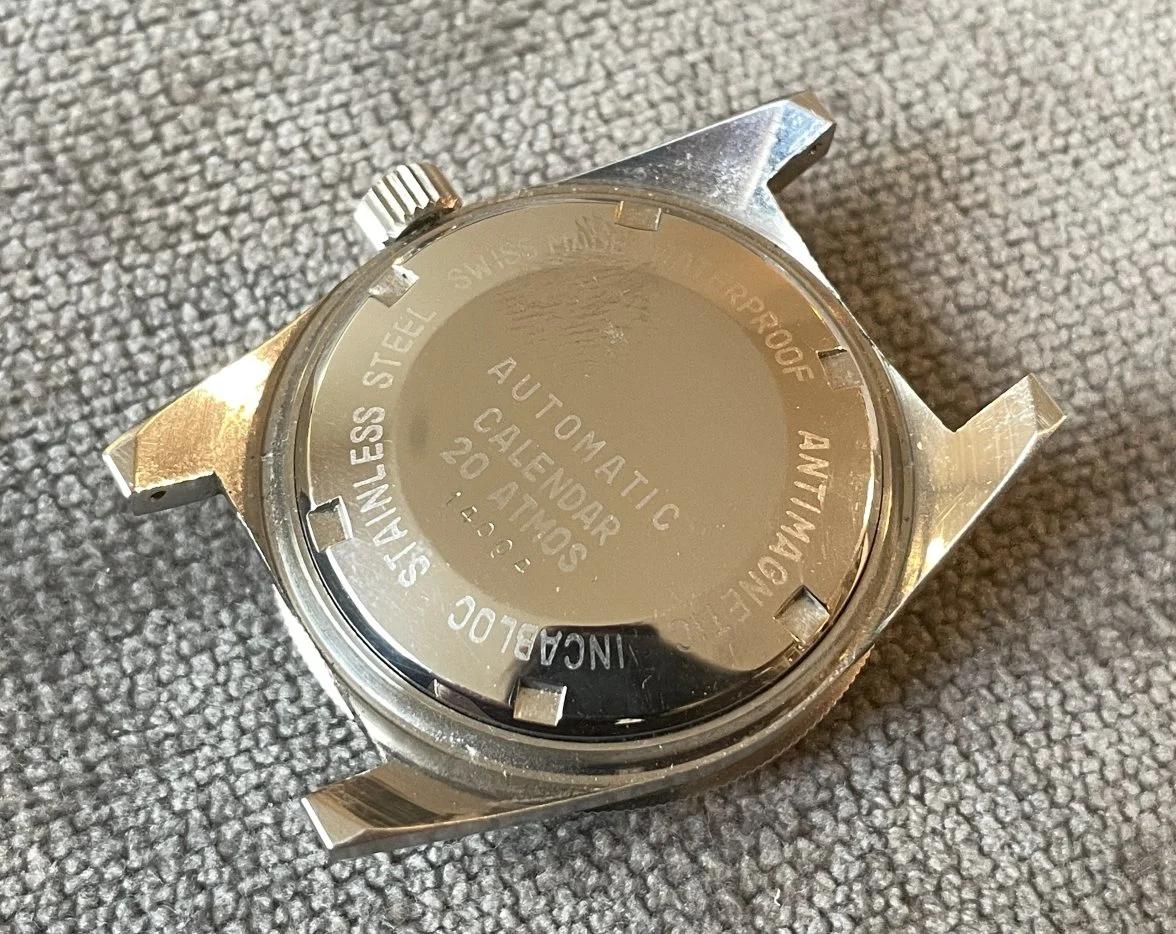 AUTOMATIC
CALENDAR
20 ATMOS
SWISS MADE WATERPROOF ANTIMAGNETIC INCABLOC STAINLESS STEEL